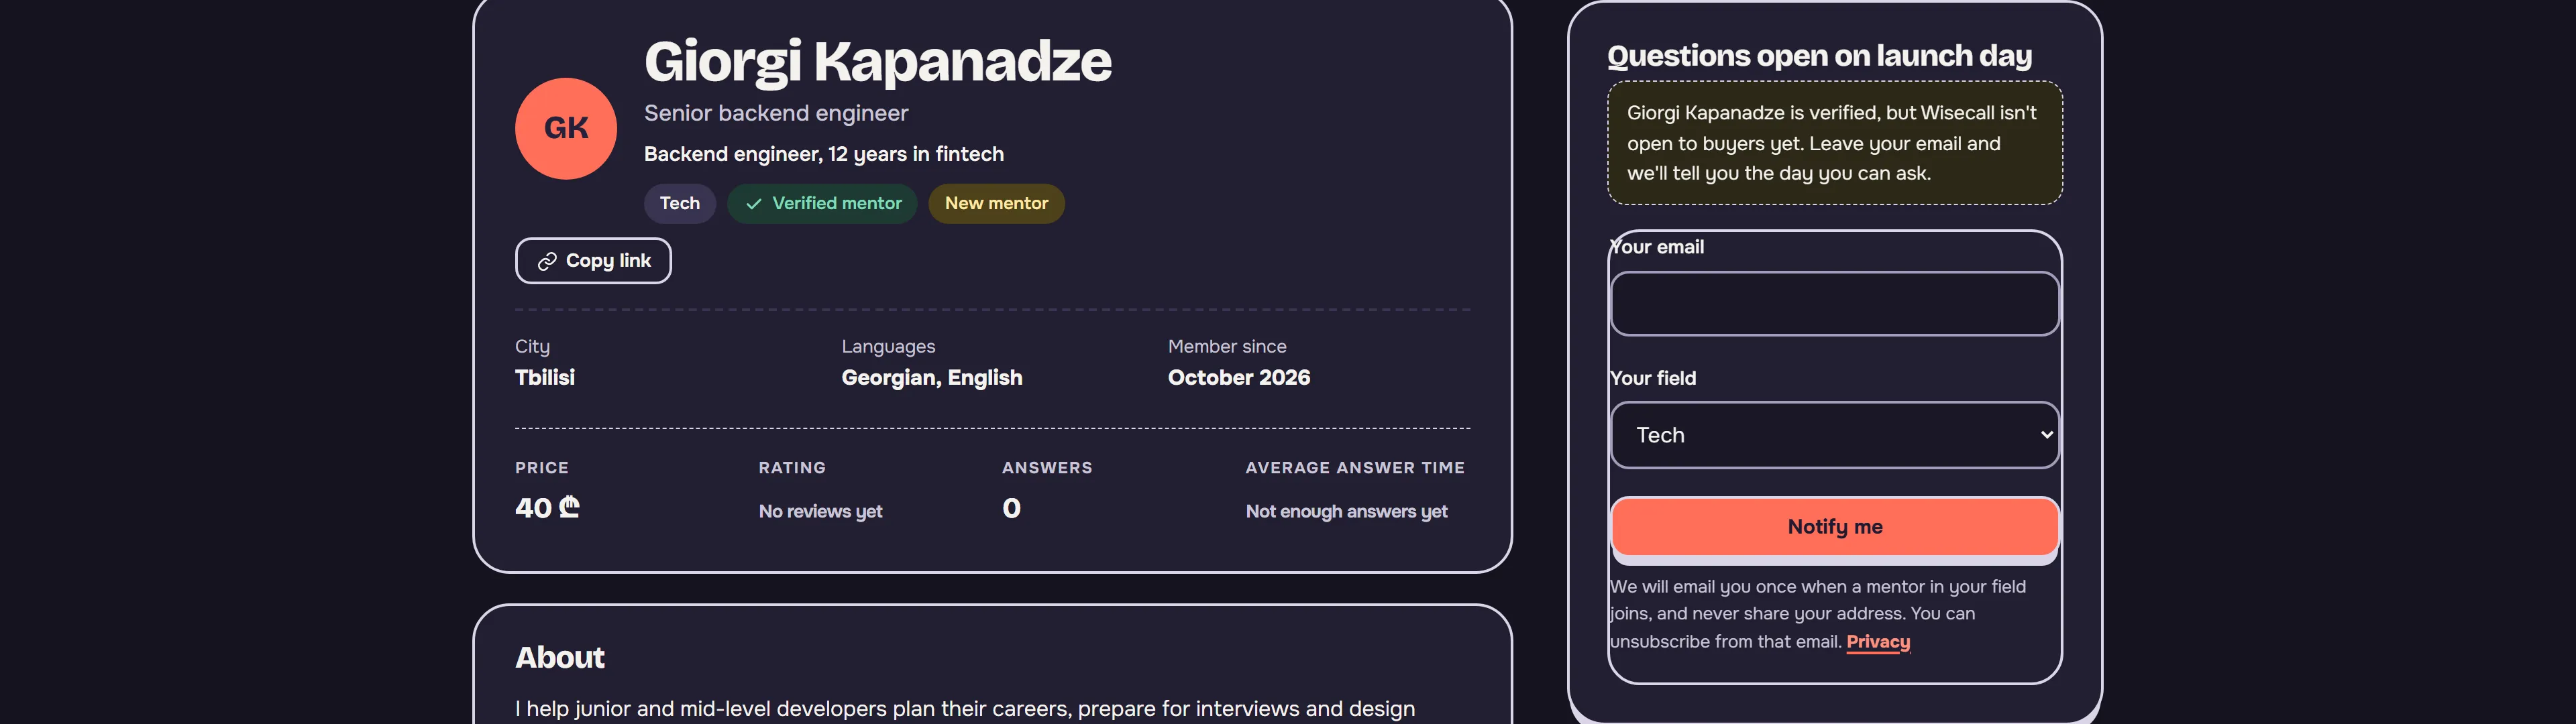 Giorgi Kapanadze
Senior backend engineer
Backend engineer, 12 years in fintech
GK
Tech
Verified mentor
New mentor
Copy link
City
Tbilisi
Languages
Georgian, English
Member since
October 2026
PRICE
40 ₾
RATING
No reviews yet
ANSWERS
0
AVERAGE ANSWER TIME
Not enough answers yet
About
I help junior and mid-level developers plan their careers, prepare for interviews and design
Questions open on launch day
Giorgi Kapanadze is verified, but Wisecall isn't
open to buyers yet. Leave your email and
we'll tell you the day you can ask.
Your email
Your field
Tech
Notify me
We will email you once when a mentor in your field
joins, and never share your address. You can
unsubscribe from that email. Privacy